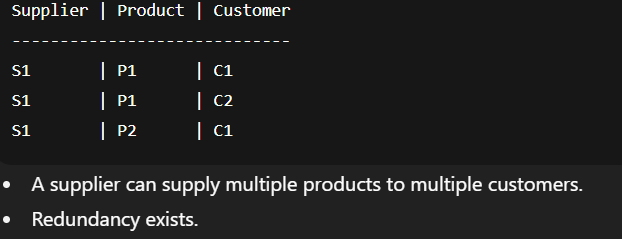 Supplier | Product | Customer
-----------------------------
S1       | P1      | C1
S1       | P1      | C2
S1       | P2      | C1
• A supplier can supply multiple products to multiple customers.
• Redundancy exists.